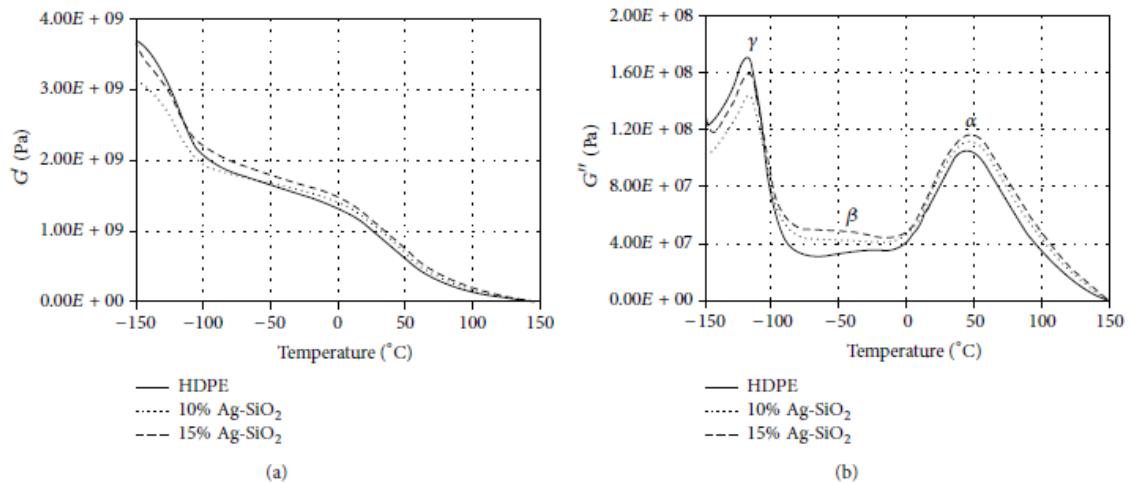 4.00E + 09
3.00E + 09
2.00E + 09
1.00E + 09
0.00E + 00
G′ (Pa)
−150 −100 −50 0 50 100 150
Temperature (°C)
HDPE
10% Ag-SiO₂
15% Ag-SiO₂
(a)
2.00E + 08
1.60E + 08
1.20E + 08
8.00E + 07
4.00E + 07
0.00E + 00
G″ (Pa)
γ
α
β
−150 −100 −50 0 50 100 150
Temperature (°C)
HDPE
10% Ag-SiO₂
15% Ag-SiO₂
(b)